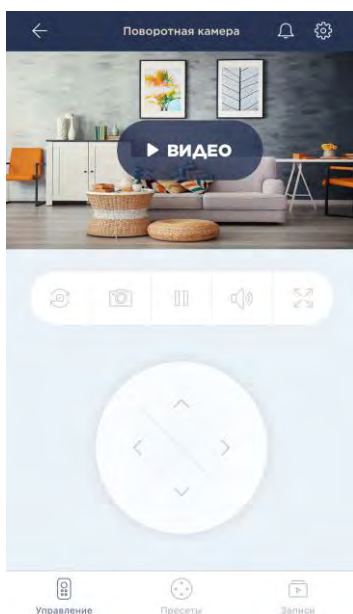 Поворотная камера
ВИДЕО
Управление
Пресеты
Записи